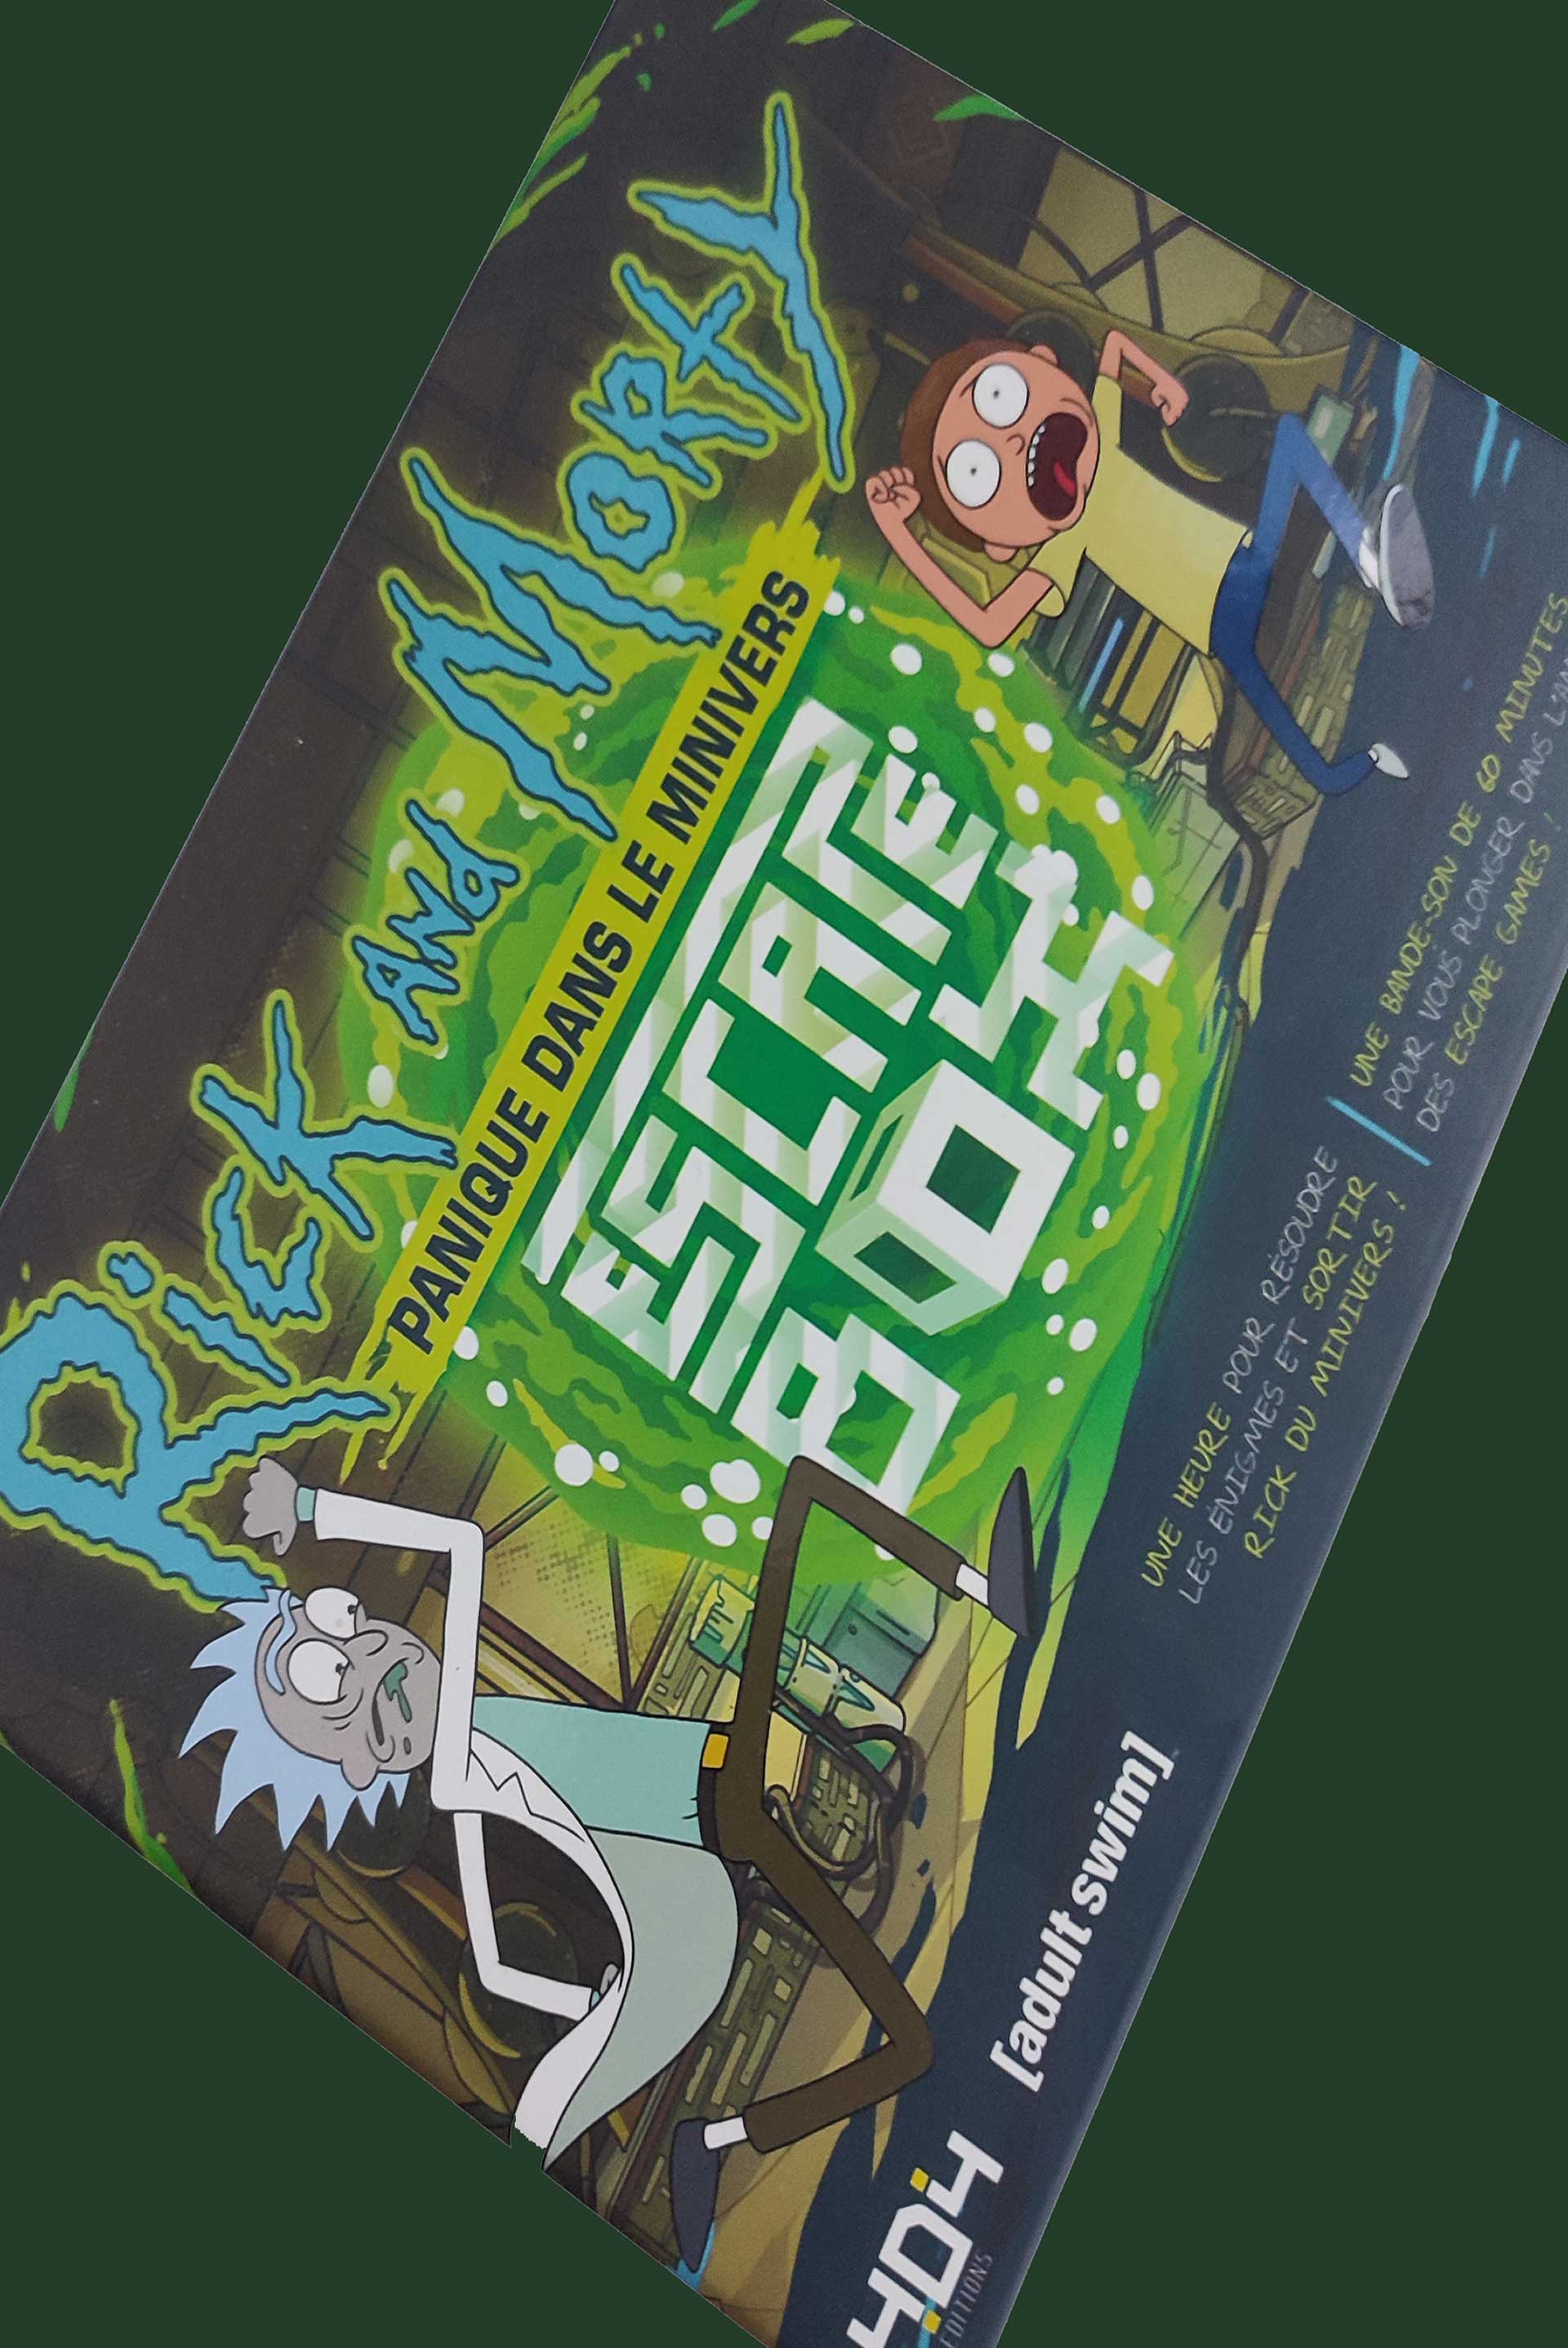 Rick and Morty
PANIQUE DANS LE MINIVERS
ESCAPE
BOX
UNE HEURE POUR RÉSOUDRE
LES ÉNIGMES ET SORTIR
RICK DU MINIVERS !
UNE BANDE-SON DE 60 MINUTES
POUR VOUS PLONGER DANS
DES ESCAPE GAMES !
[adult swim]
404
EDITIONS